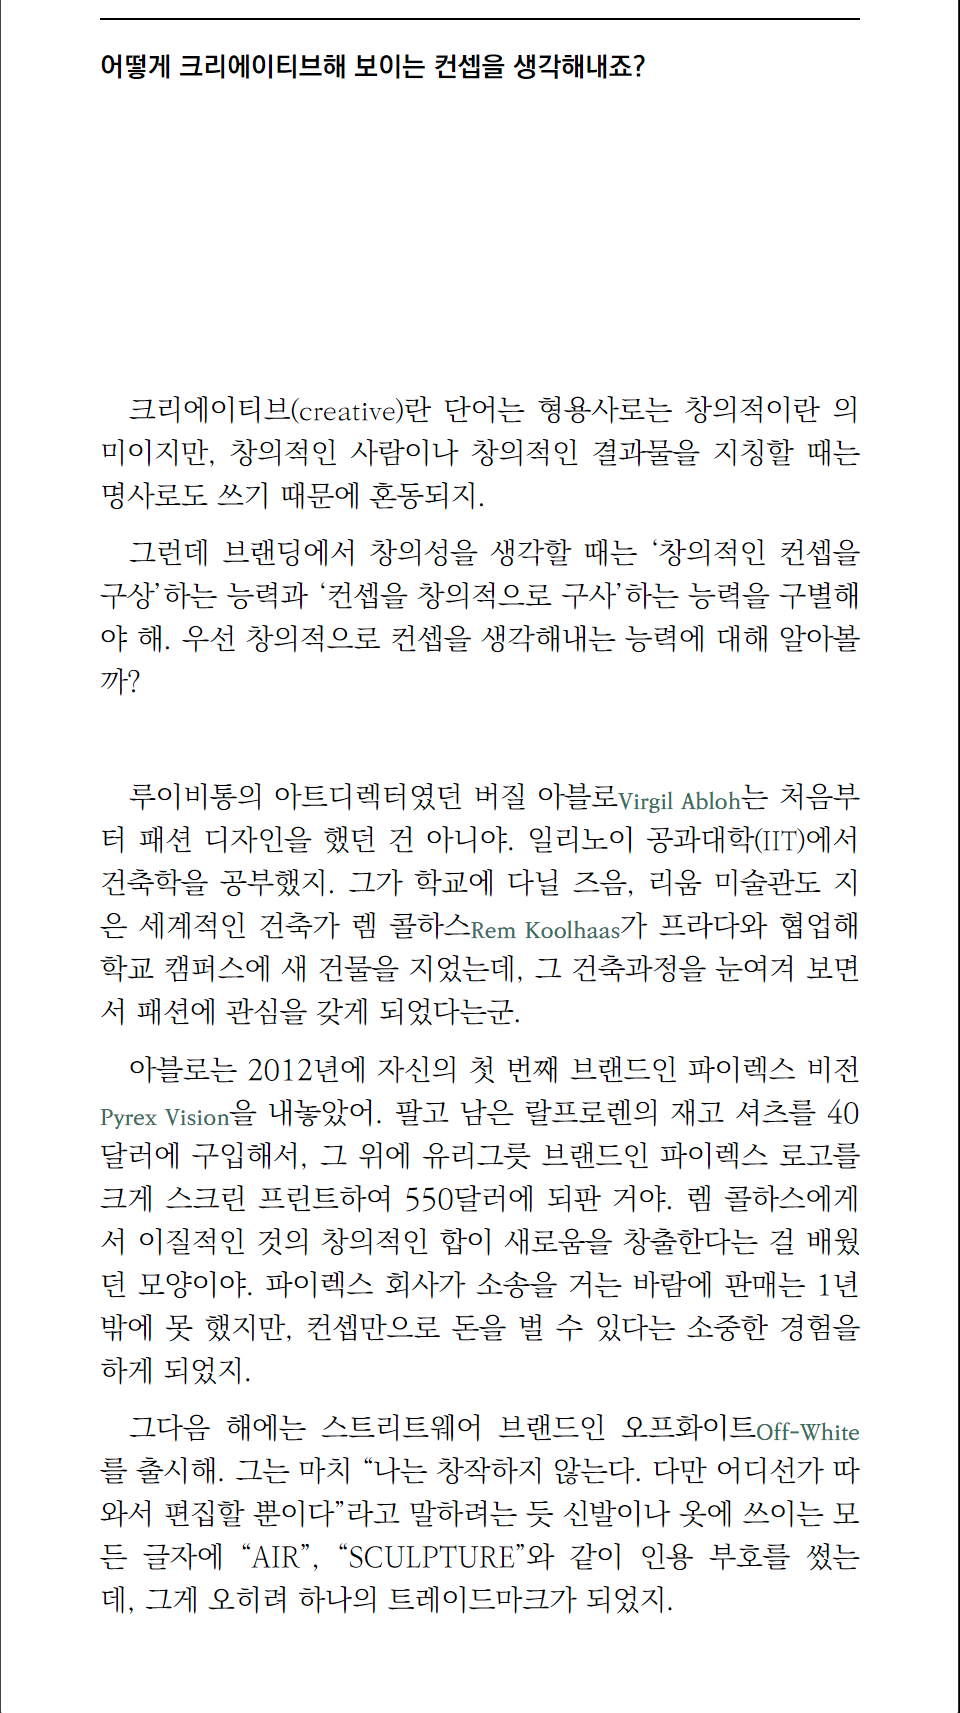 어떻게 크리에이티브해 보이는 컨셉을 생각해내죠?
크리에이티브(creative)란 단어는 형용사로는 창의적이란 의
미이지만, 창의적인 사람이나 창의적인 결과물을 지칭할 때는
명사로도 쓰기 때문에 혼동되지.
그런데 브랜딩에서 창의성을 생각할 때는 ‘창의적인 컨셉을
구상’하는 능력과 ‘컨셉을 창의적으로 구사’하는 능력을 구별해
야 해. 우선 창의적으로 컨셉을 생각해내는 능력에 대해 알아볼
까?
루이비통의 아트디렉터였던 버질 아블로Virgil Abloh는 처음부
터 패션 디자인을 했던 건 아니야. 일리노이 공과대학(IIT)에서
건축학을 공부했지. 그가 학교에 다닐 즈음, 리움 미술관도 지
은 세계적인 건축가 렘 콜하스Rem Koolhaas가 프라다와 협업해
학교 캠퍼스에 새 건물을 지었는데, 그 건축과정을 눈여겨 보면
서 패션에 관심을 갖게 되었다는군.
아블로는 2012년에 자신의 첫 번째 브랜드인 파이렉스 비전
Pyrex Vision을 내놓았어. 팔고 남은 랄프로렌의 재고 셔츠를 40
달러에 구입해서, 그 위에 유리그릇 브랜드인 파이렉스 로고를
크게 스크린 프린트하여 550달러에 되판 거야. 렘 콜하스에게
서 이질적인 것의 창의적인 합이 새로움을 창출한다는 걸 배웠
던 모양이야. 파이렉스 회사가 소송을 거는 바람에 판매는 1년
밖에 못 했지만, 컨셉만으로 돈을 벌 수 있다는 소중한 경험을
하게 되었지.
그다음 해에는 스트리트웨어 브랜드인 오프화이트Off-White
를 출시해. 그는 마치 “나는 창작하지 않는다. 다만 어디선가 따
와서 편집할 뿐이다”라고 말하려는 듯 신발이나 옷에 쓰이는 모
든 글자에 “AIR”, “SCULPTURE”와 같이 인용 부호를 썼는
데, 그게 오히려 하나의 트레이드마크가 되었지.